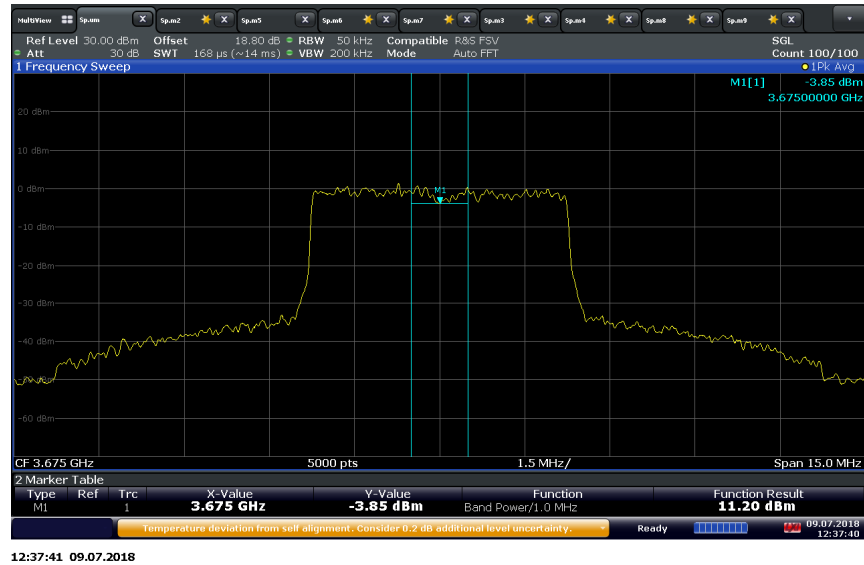 MultiView Sp.um X Sp.m2 X Sp.m5 X Sp.m6 X Sp.m7 X Sp.m3 X Sp.m4 X Sp.m8 X Sp.m9 X
Ref Level 30.00 dBm Offset 18.80 dB RBW 50 kHz Compatible R&S FSV SGL
Att 30 dB SWT 168 µs (~14 ms) VBW 200 kHz Mode Auto FFT Count 100/100
1 Frequency Sweep 1Pk Avg
M1[1] -3.85 dBm
3.67500000 GHz
20 dBm
10 dBm
0 dBm
M1
-10 dBm
-20 dBm
-30 dBm
-40 dBm
-60 dBm
CF 3.675 GHz 5000 pts 1.5 MHz/ Span 15.0 MHz
2 Marker Table
Type Ref Trc X-Value Y-Value Function Function Result
M1 1 3.675 GHz -3.85 dBm Band Power/1.0 MHz 11.20 dBm
Temperature deviation from self alignment. Consider 0.2 dB additional level uncertainty. Ready 09.07.2018
12:37:40
12:37:41 09.07.2018